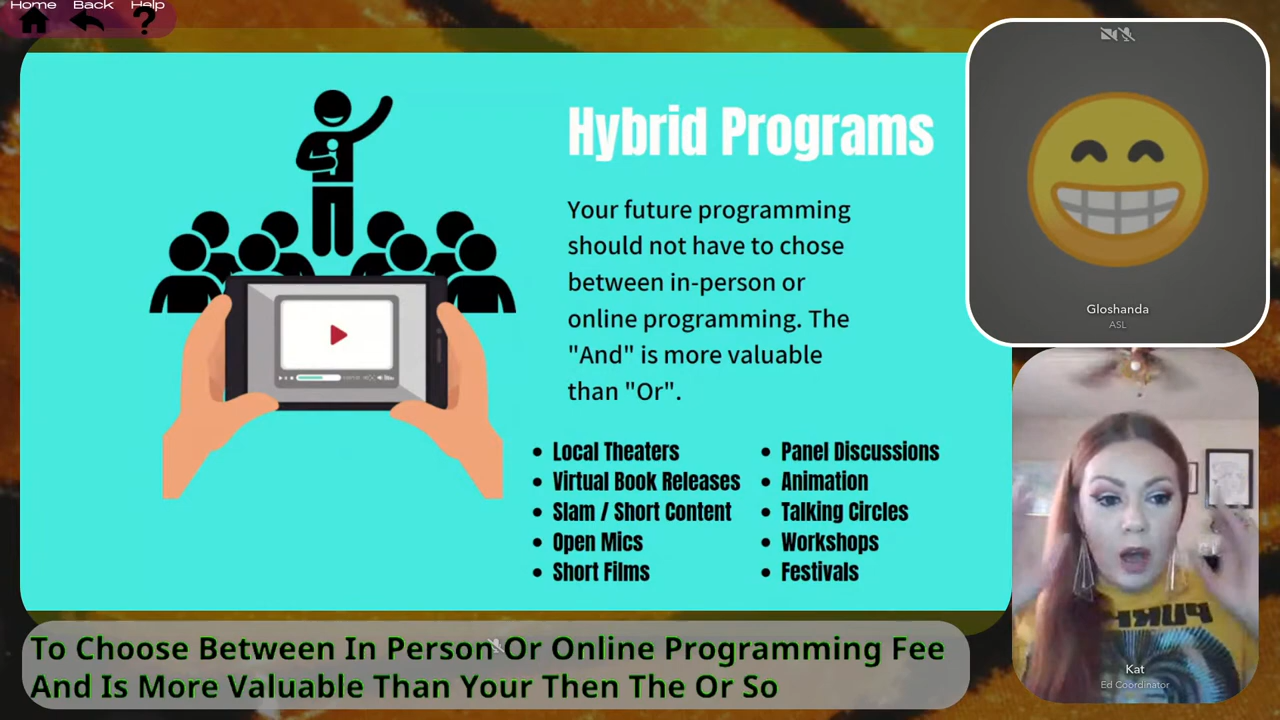 Home Back Help
Hybrid Programs
Your future programming
should not have to chose
between in-person or
online programming. The
"And" is more valuable
than "Or".
Local Theaters
Virtual Book Releases
Slam / Short Content
Open Mics
Short Films
Panel Discussions
Animation
Talking Circles
Workshops
Festivals
Gloshanda
ASL
Kat
Ed Coordinator
To Choose Between In Person Or Online Programming Fee
And Is More Valuable Than Your Then The Or So